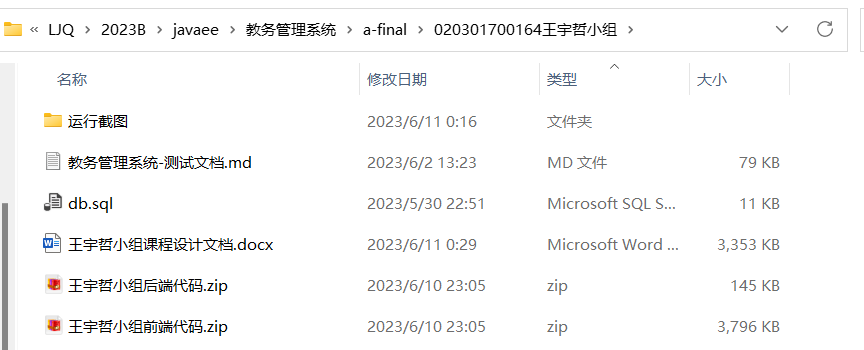 « LJQ › 2023B › javaee › 教务管理系统 › a-final › 020301700164王宇哲小组 ›
名称 修改日期 类型 大小
运行截图 2023/6/11 0:16 文件夹
教务管理系统-测试文档.md 2023/6/2 13:23 MD 文件 79 KB
db.sql 2023/5/30 22:51 Microsoft SQL S... 11 KB
王宇哲小组课程设计文档.docx 2023/6/11 0:29 Microsoft Word ... 3,353 KB
王宇哲小组后端代码.zip 2023/6/10 23:05 zip 145 KB
王宇哲小组前端代码.zip 2023/6/10 23:05 zip 3,796 KB